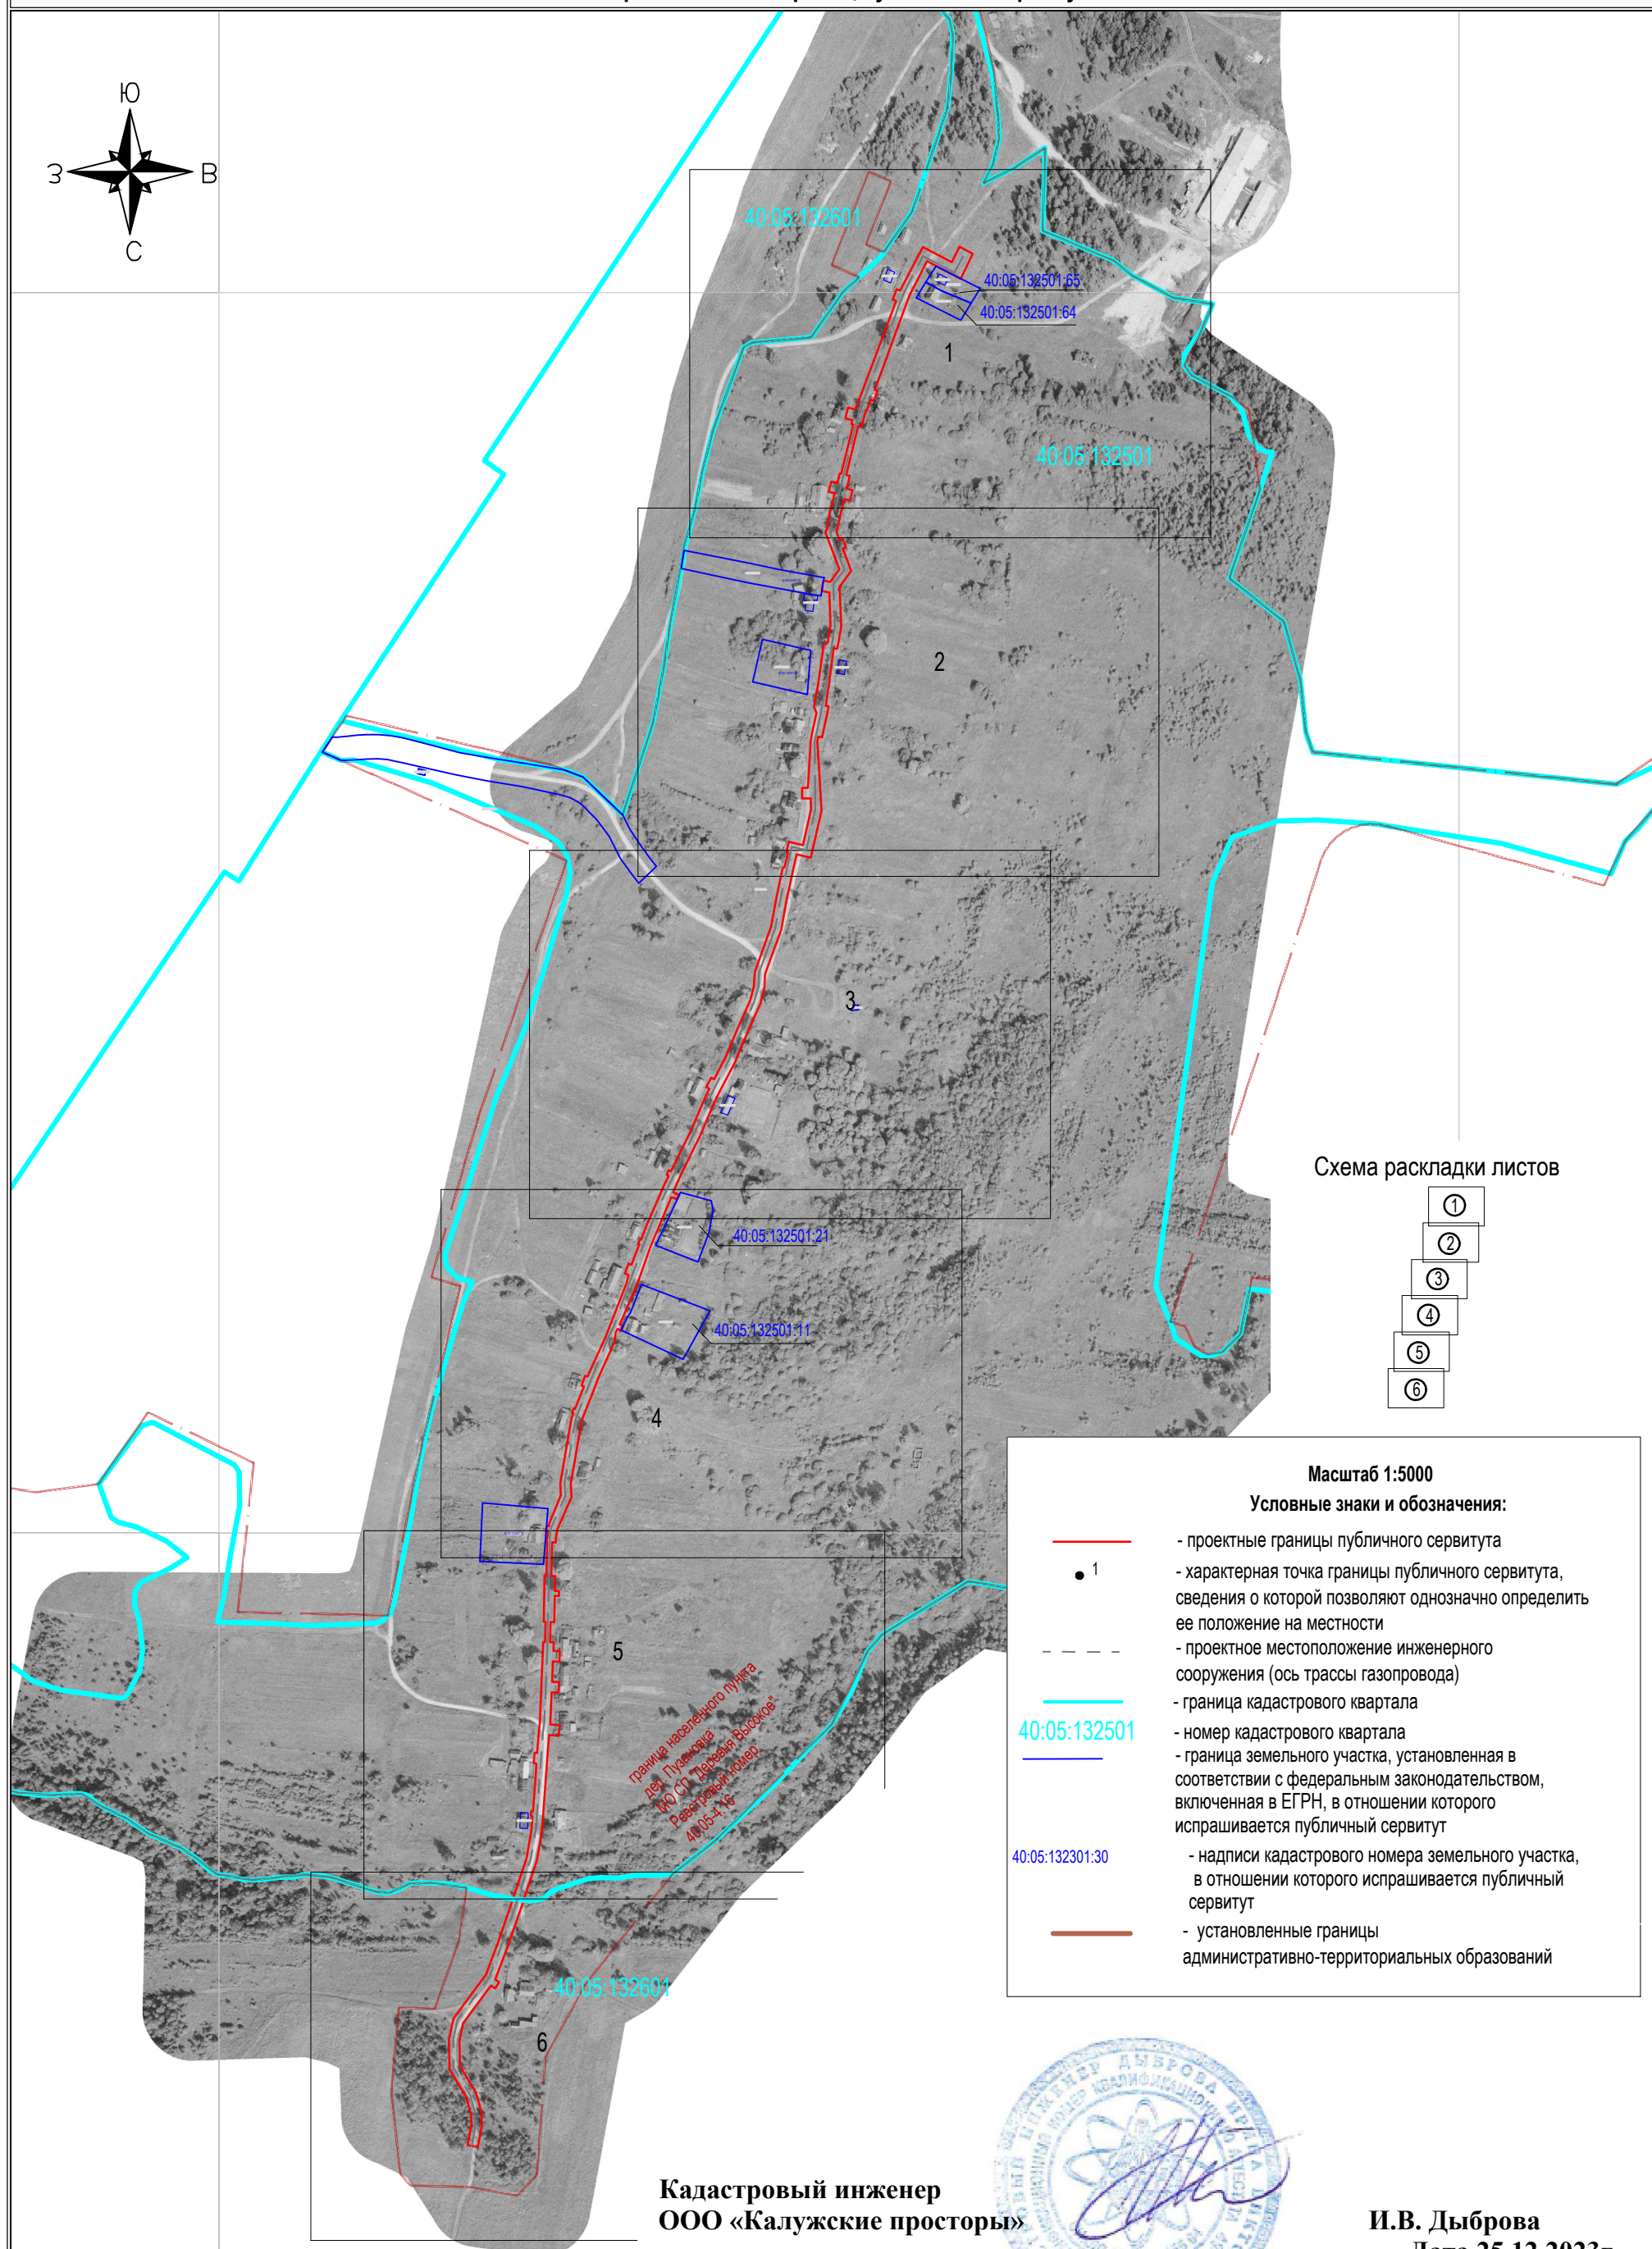 Ю
З
В
С
40:05:132601
40:05:132501:65
40:05:132501:64
1
40:05:132501
2
3
Схема раскладки листов
1
2
3
4
5
6
40:05:132501:21
40:05:132501:11
4
5
граница населенного пункта
дер. Пузановка
МО СП "Деревня Высокое"
Реестровый номер
40:05-4.16
40:05:132601
6
Масштаб 1:5000
Условные знаки и обозначения:
- проектные границы публичного сервитута
1
- характерная точка границы публичного сервитута,
сведения о которой позволяют однозначно определить
ее положение на местности
- проектное местоположение инженерного
сооружения (ось трассы газопровода)
- граница кадастрового квартала
40:05:132501
- номер кадастрового квартала
- граница земельного участка, установленная в
соответствии с федеральным законодательством,
включенная в ЕГРН, в отношении которого
испрашивается публичный сервитут
40:05:132301:30
- надписи кадастрового номера земельного участка,
в отношении которого испрашивается публичный
сервитут
- установленные границы
административно-территориальных образований
Кадастровый инженер
ООО «Калужские просторы»
ДЫБРОВА
И.В. Дыброва
Дата 25.12.2023г.